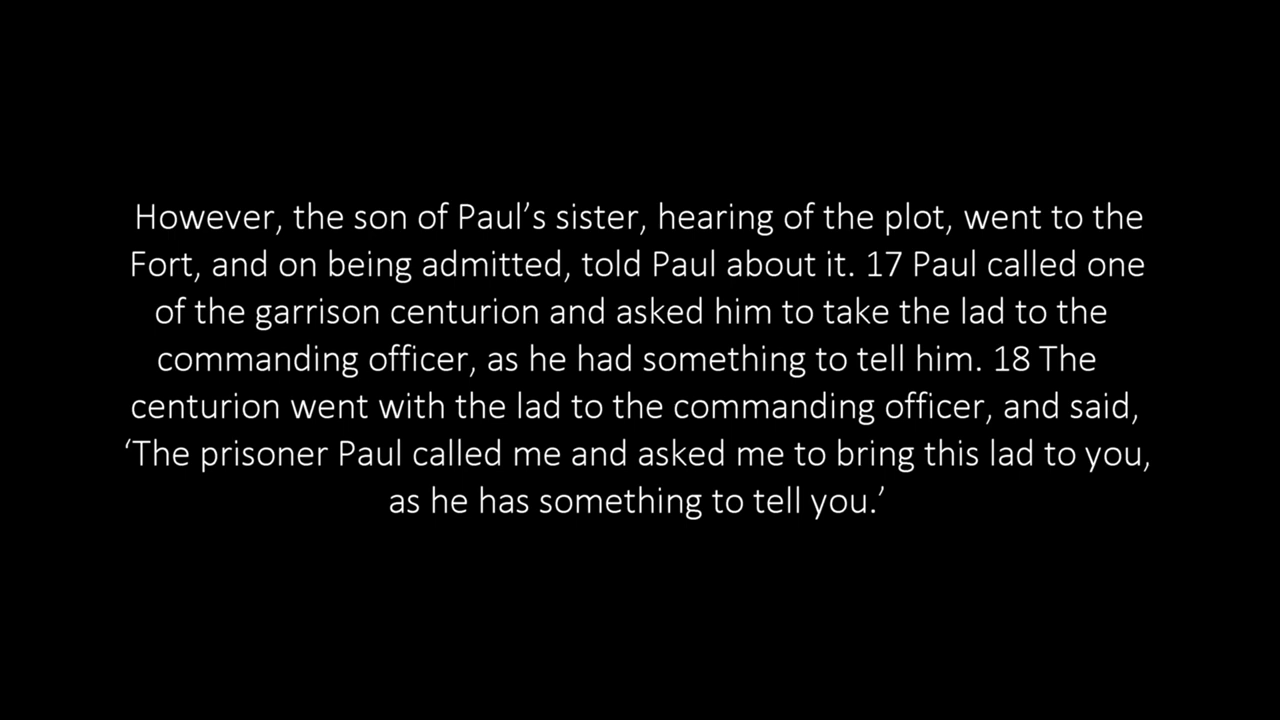 However, the son of Paul’s sister, hearing of the plot, went to the
Fort, and on being admitted, told Paul about it. 17 Paul called one
of the garrison centurion and asked him to take the lad to the
commanding officer, as he had something to tell him. 18 The
centurion went with the lad to the commanding officer, and said,
‘The prisoner Paul called me and asked me to bring this lad to you,
as he has something to tell you.’